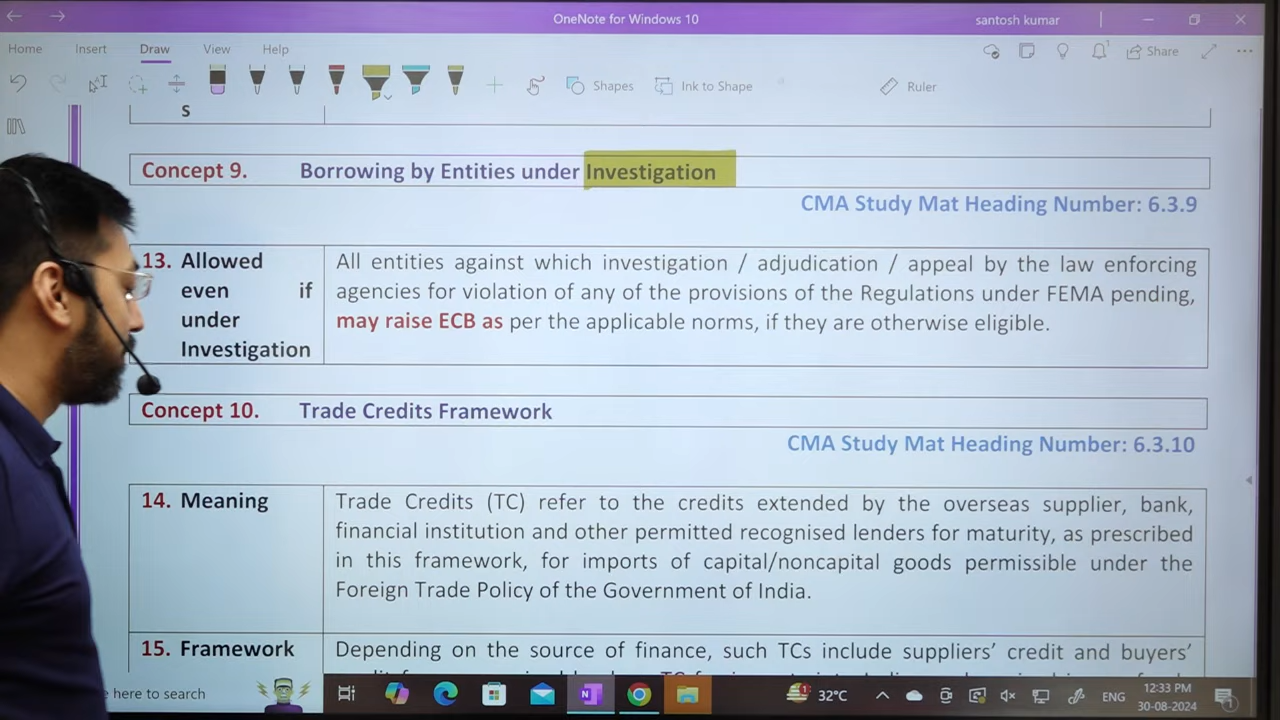 OneNote for Windows 10
santosh kumar
Home Insert Draw View Help
Share
Shapes Ink to Shape Ruler
s
Concept 9. Borrowing by Entities under Investigation
CMA Study Mat Heading Number: 6.3.9
13. Allowed even if under Investigation
All entities against which investigation / adjudication / appeal by the law enforcing
agencies for violation of any of the provisions of the Regulations under FEMA pending,
may raise ECB as per the applicable norms, if they are otherwise eligible.
Concept 10. Trade Credits Framework
CMA Study Mat Heading Number: 6.3.10
14. Meaning
Trade Credits (TC) refer to the credits extended by the overseas supplier, bank,
financial institution and other permitted recognised lenders for maturity, as prescribed
in this framework, for imports of capital/noncapital goods permissible under the
Foreign Trade Policy of the Government of India.
15. Framework
Depending on the source of finance, such TCs include suppliers’ credit and buyers’
here to search
32°C
ENG
12:33 PM
30-08-2024